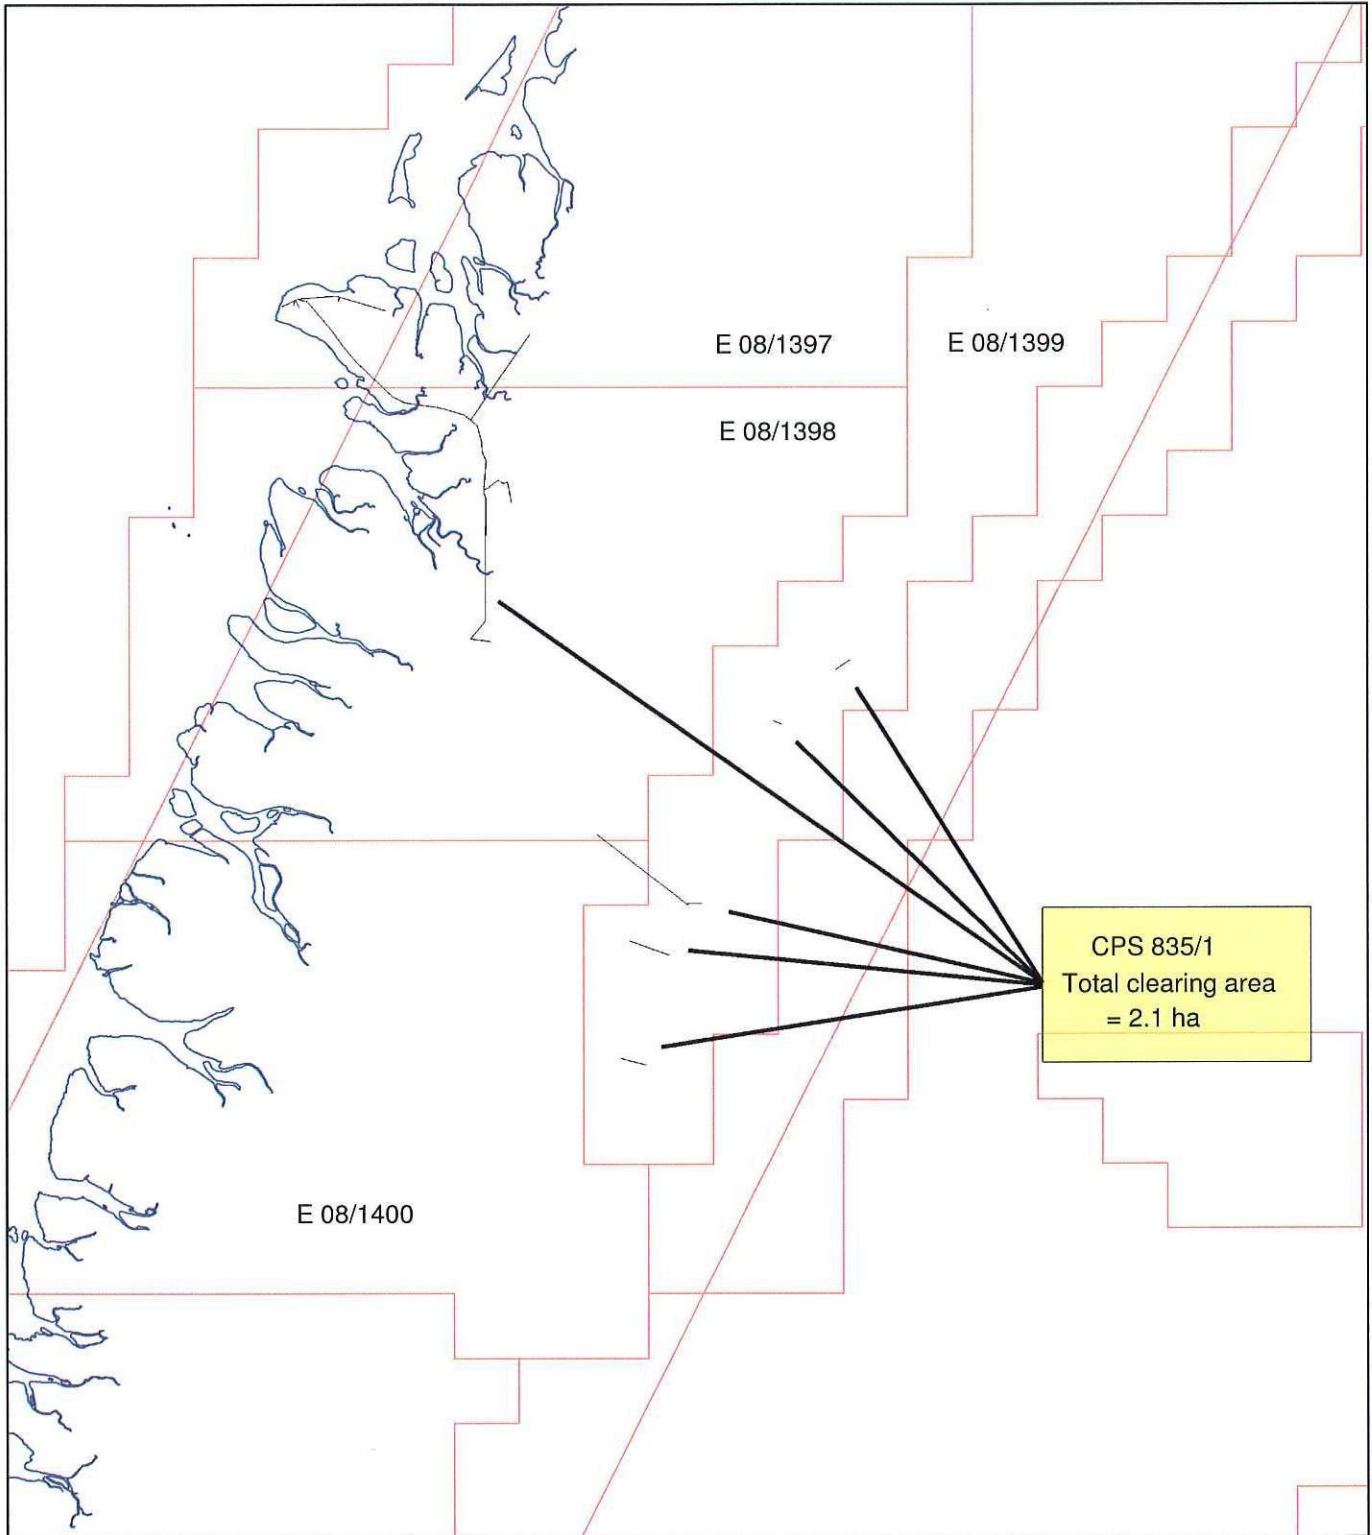 E 08/1397
E 08/1399
E 08/1398
CPS 835/1
Total clearing area
= 2.1 ha
E 08/1400